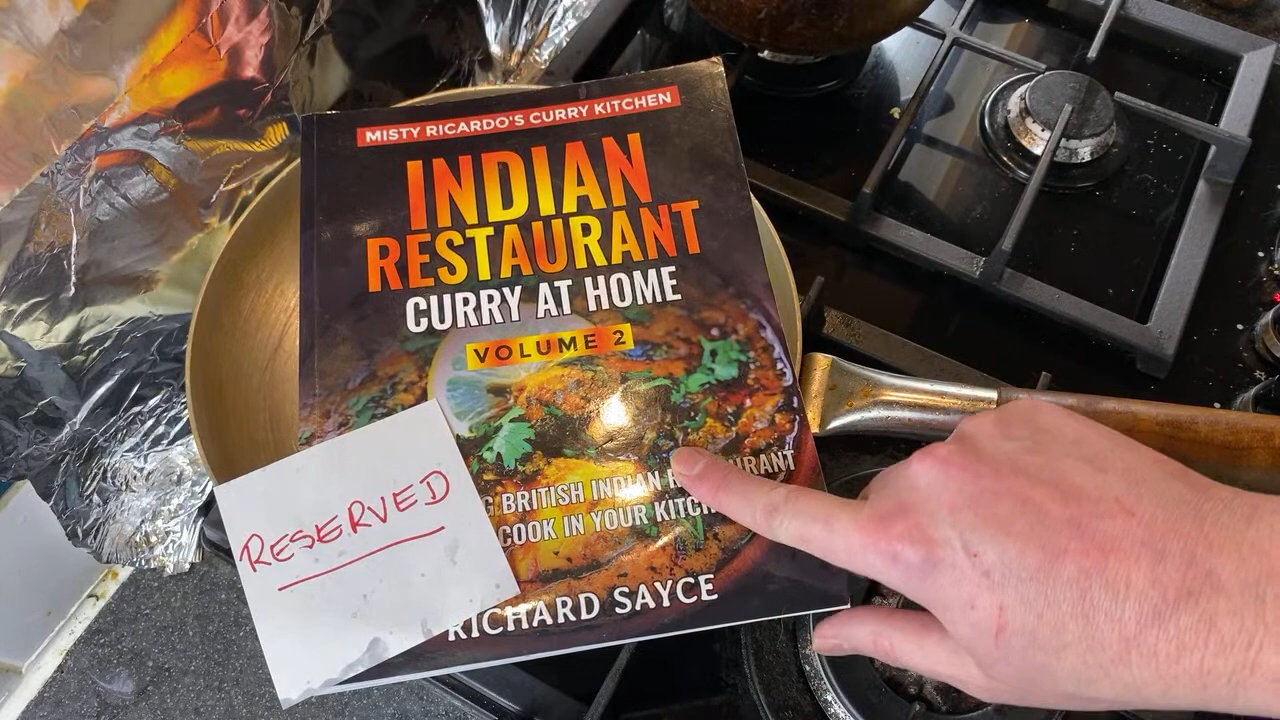 MISTY RICARDO'S CURRY KITCHEN
INDIAN
RESTAURANT
CURRY AT HOME
VOLUME 2
BRITISH INDIAN
COOK IN YOUR
RICHARD SAYCE
RESERVED